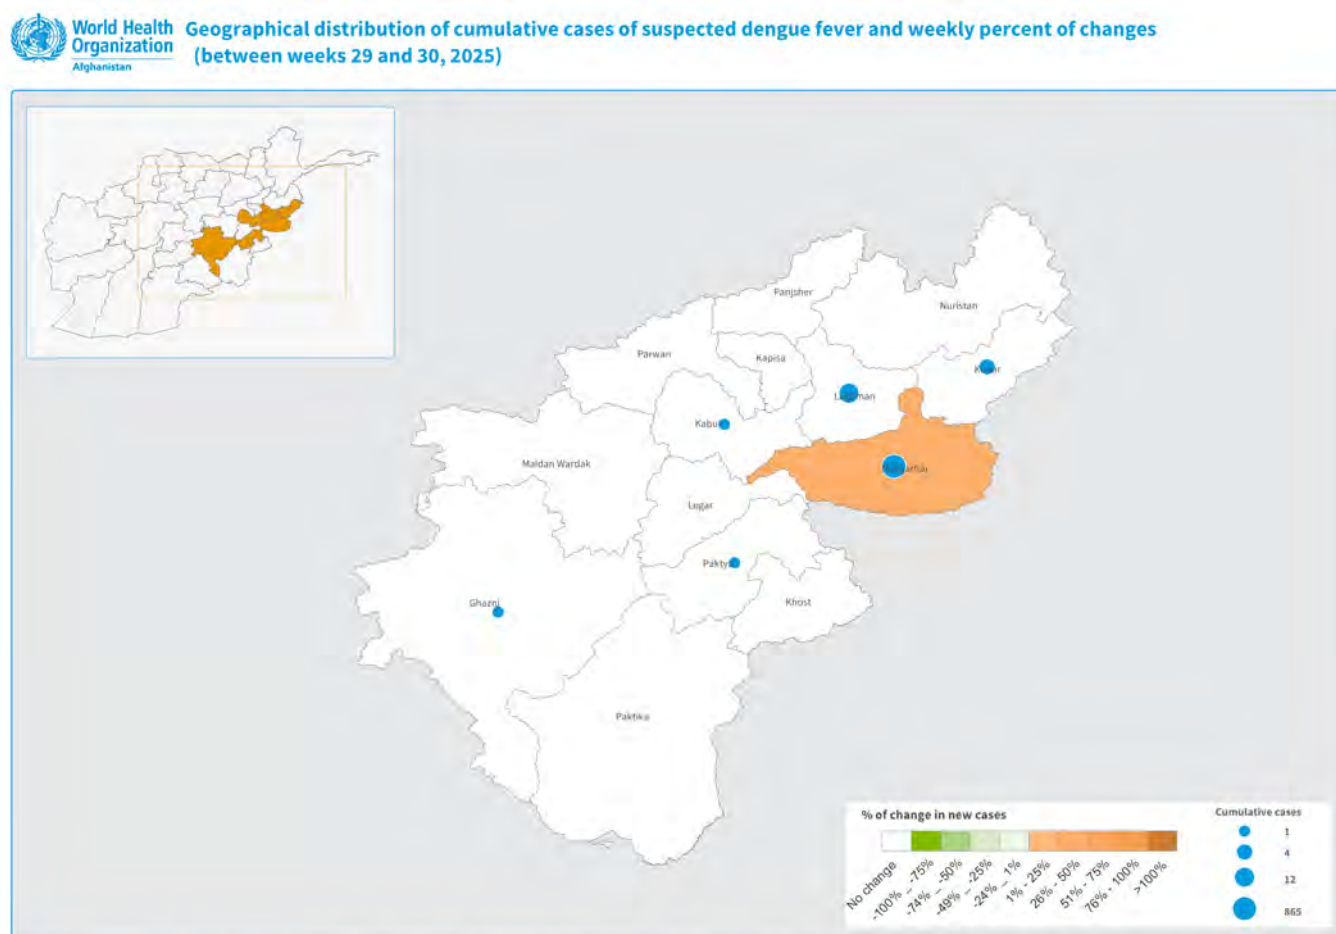 World Health
Organization
Afghanistan
Geographical distribution of cumulative cases of suspected dengue fever and weekly percent of changes
(between weeks 29 and 30, 2025)
Panjsher
Nuristan
Parwan
Kapisa
Kabul
Maidan Wardak
Logar
Paktya
Khost
Ghazni
Paktika
% of change in new cases
No change
-100% _ -75%
-74% _ -50%
-49% _ -25%
-24% _ 1%
1% - 25%
26% - 50%
51% - 75%
76% - 100%
>100%
Cumulative cases
1
4
12
865